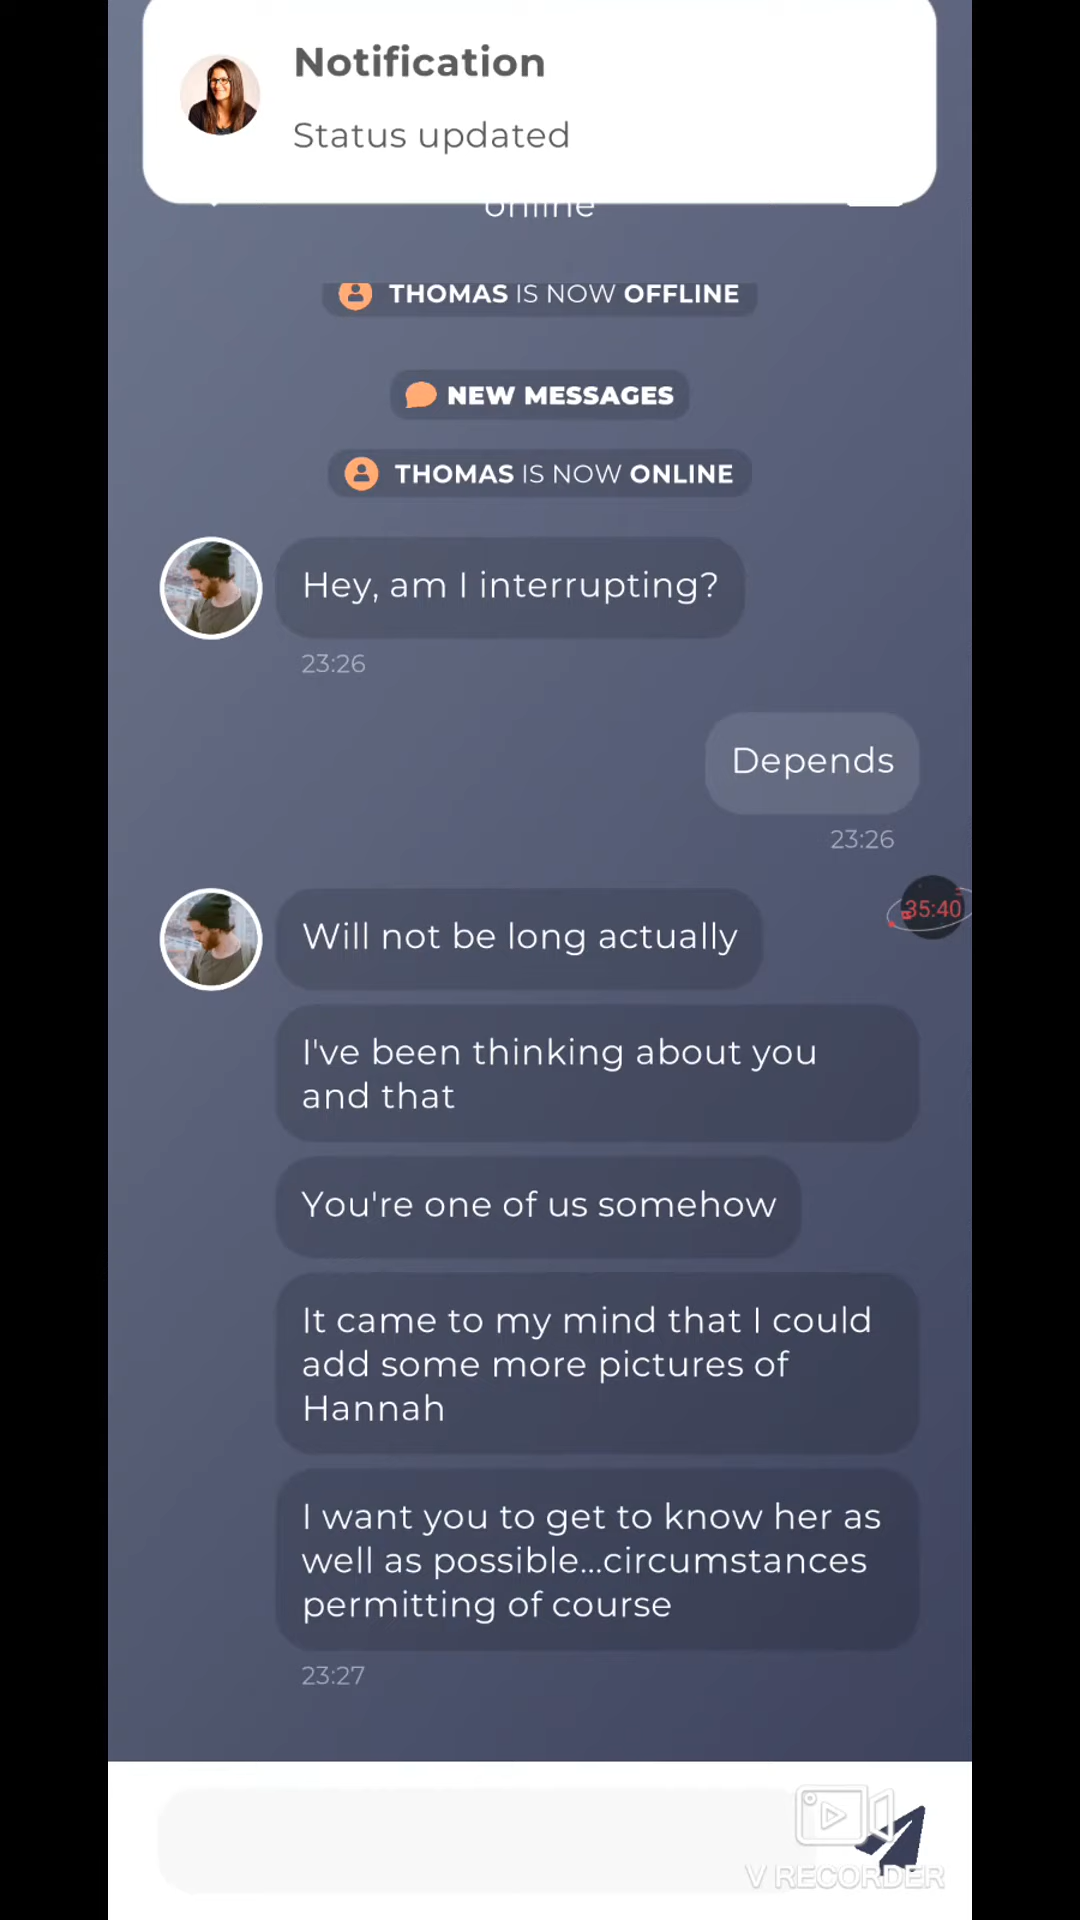 Notification
Status updated
online
THOMAS IS NOW OFFLINE
NEW MESSAGES
THOMAS IS NOW ONLINE
Hey, am I interrupting?
23:26
Depends
23:26
35:40
Will not be long actually
I've been thinking about you
and that
You're one of us somehow
It came to my mind that I could
add some more pictures of
Hannah
I want you to get to know her as
well as possible...circumstances
permitting of course
23:27
V RECORDER